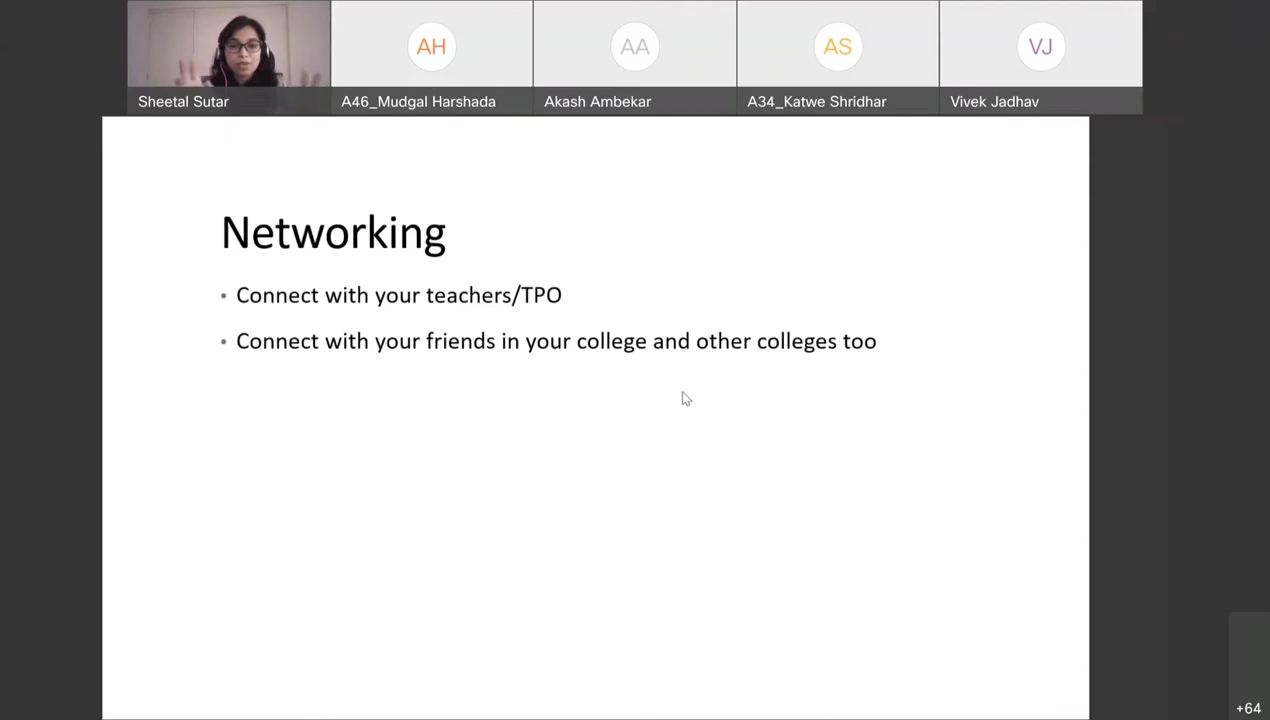 AH
AA
AS
VJ
Sheetal Sutar
A46_Mudgal Harshada
Akash Ambekar
A34_Katwe Shridhar
Vivek Jadhav
Networking
• Connect with your teachers/TPO
• Connect with your friends in your college and other colleges too
+64